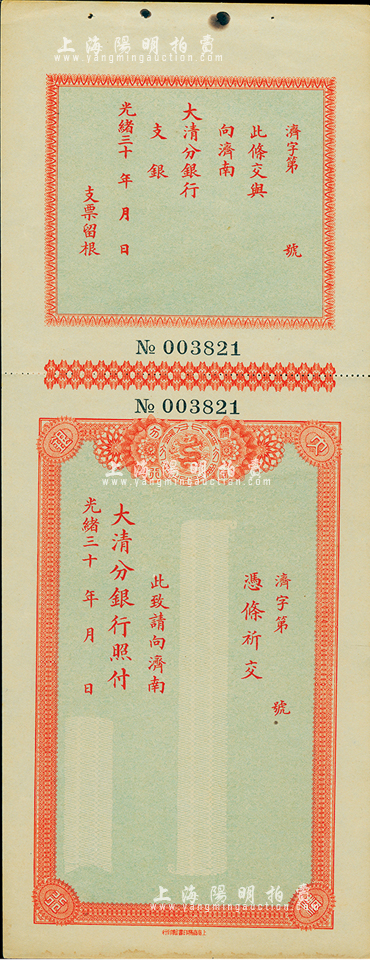 上海陽明拍賣
www.yangmingauction.com
濟字第 號
此條交與
向濟南
大清分銀行
支銀
光緒三十 年 月 日
支票留根
№ 003821
№ 003821
上海陽明拍賣
www.yangmingauction.com
濟字第 號
憑條祈交
此致請向濟南
大清分銀行照付
光緒三十 年 月 日
上海陽明拍賣
www.yangmingauction.com